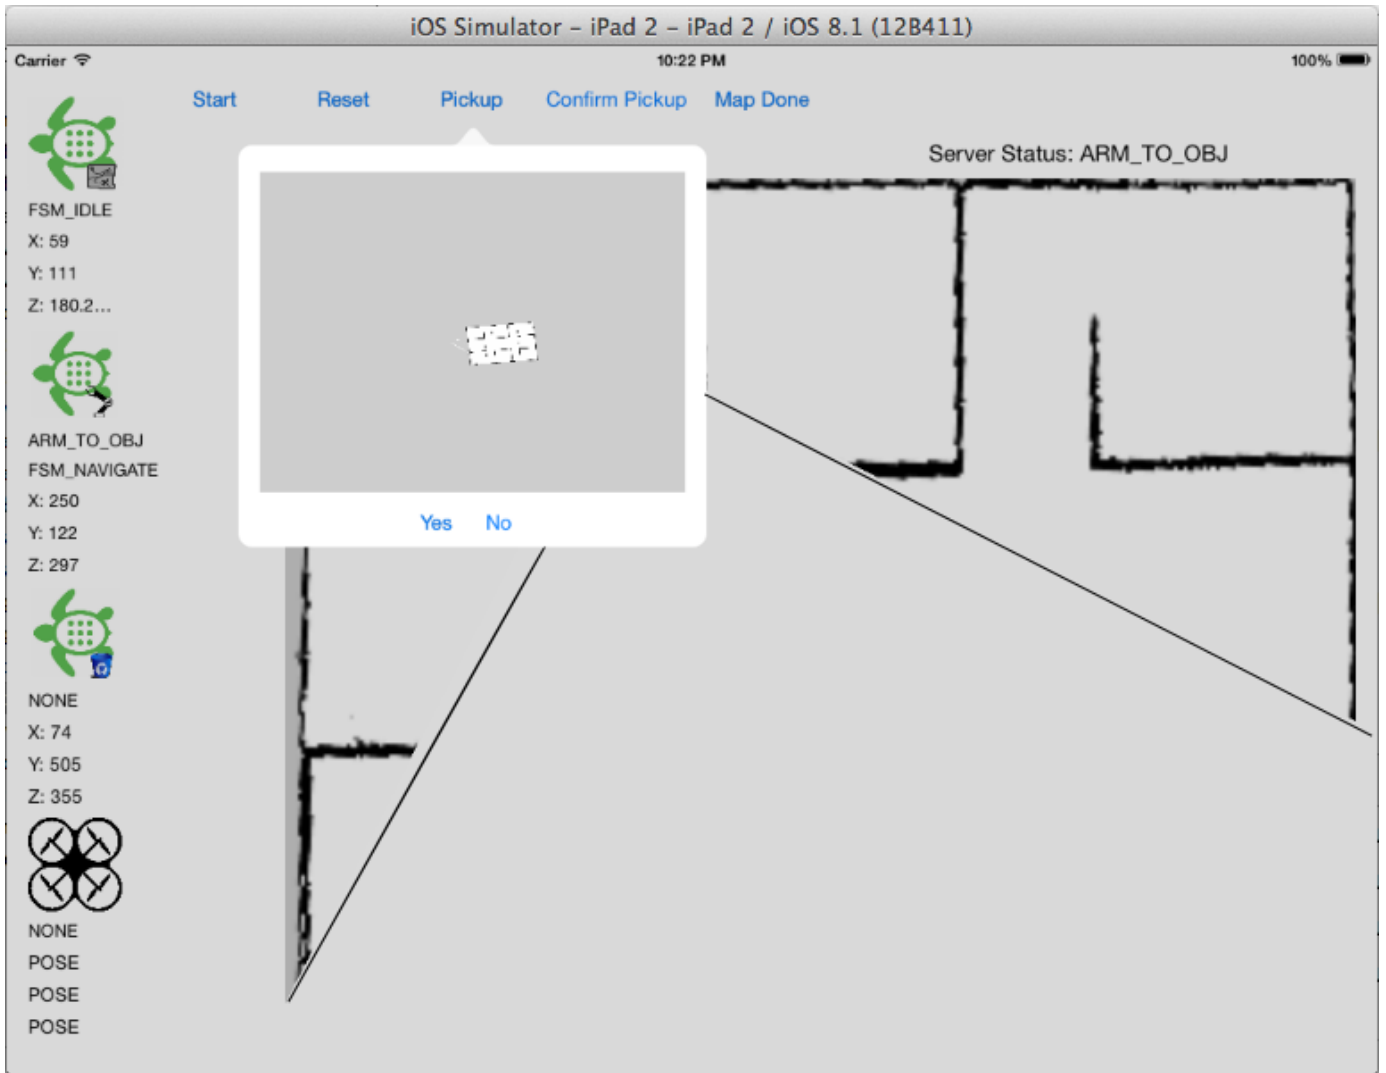 iOS Simulator – iPad 2 – iPad 2 / iOS 8.1 (12B411)
Carrier 10:22 PM 100%
Start Reset Pickup Confirm Pickup Map Done
Server Status: ARM_TO_OBJ
FSM_IDLE
X: 59
Y: 111
Z: 180.2...
ARM_TO_OBJ
FSM_NAVIGATE
X: 250
Y: 122
Z: 297
Yes No
NONE
X: 74
Y: 505
Z: 355
NONE
POSE
POSE
POSE